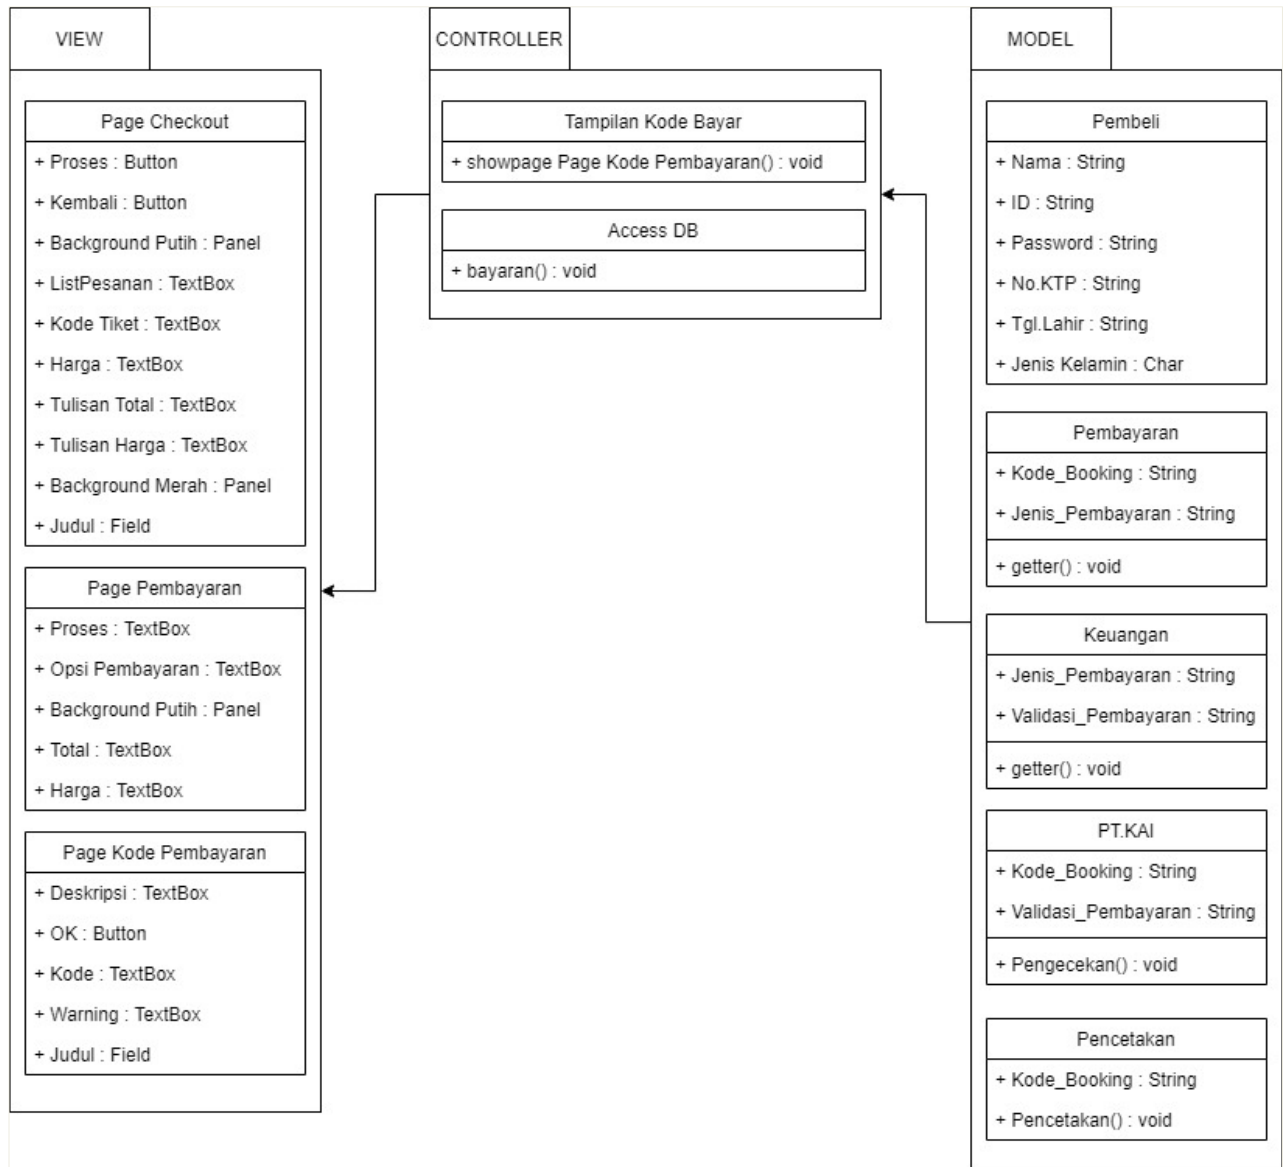 VIEW
Page Checkout
+ Proses : Button
+ Kembali : Button
+ Background Putih : Panel
+ ListPesanan : TextBox
+ Kode Tiket : TextBox
+ Harga : TextBox
+ Tulisan Total : TextBox
+ Tulisan Harga : TextBox
+ Background Merah : Panel
+ Judul : Field
Page Pembayaran
+ Proses : TextBox
+ Opsi Pembayaran : TextBox
+ Background Putih : Panel
+ Total : TextBox
+ Harga : TextBox
Page Kode Pembayaran
+ Deskripsi : TextBox
+ OK : Button
+ Kode : TextBox
+ Warning : TextBox
+ Judul : Field
CONTROLLER
Tampilan Kode Bayar
+ showpage Page Kode Pembayaran() : void
Access DB
+ bayaran() : void
MODEL
Pembeli
+ Nama : String
+ ID : String
+ Password : String
+ No.KTP : String
+ Tgl.Lahir : String
+ Jenis Kelamin : Char
Pembayaran
+ Kode_Booking : String
+ Jenis_Pembayaran : String
+ getter() : void
Keuangan
+ Jenis_Pembayaran : String
+ Validasi_Pembayaran : String
+ getter() : void
PT.KAI
+ Kode_Booking : String
+ Validasi_Pembayaran : String
+ Pengecekan() : void
Pencetakan
+ Kode_Booking : String
+ Pencetakan() : void